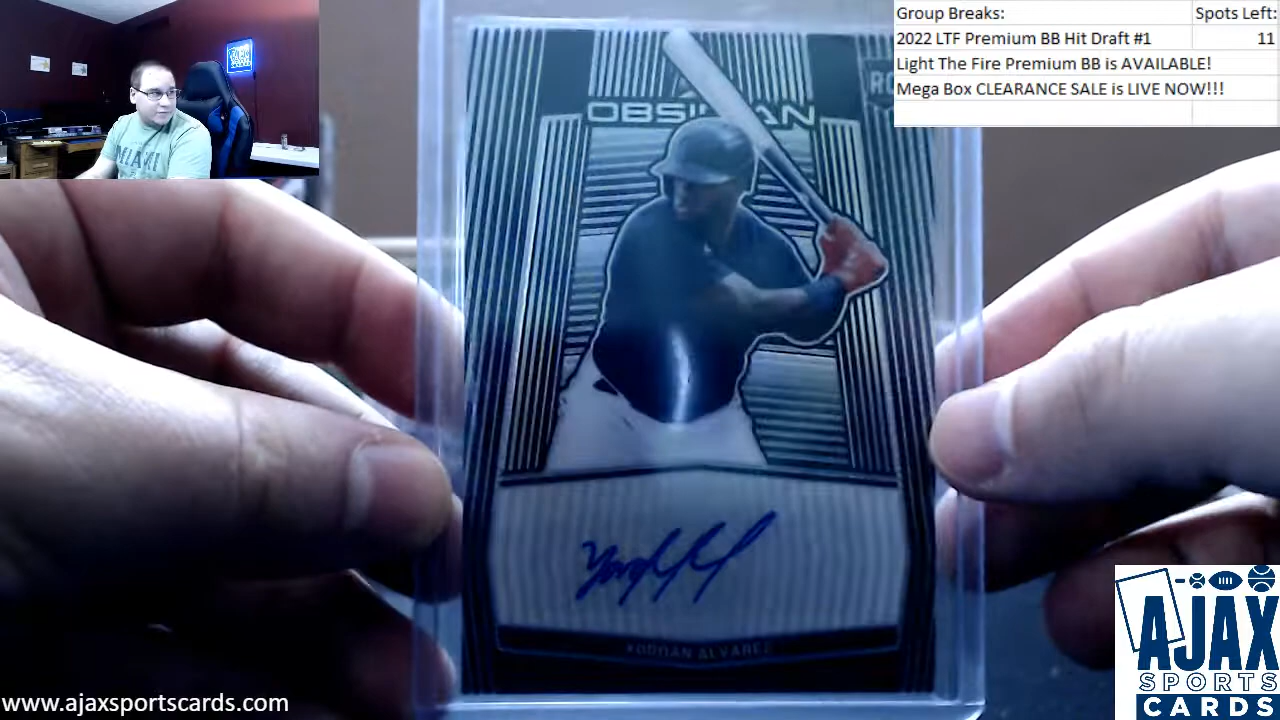 Group Breaks: Spots Left:
2022 LTF Premium BB Hit Draft #1 11
Light The Fire Premium BB is AVAILABLE!
Mega Box CLEARANCE SALE is LIVE NOW!!!
OBSIDIAN
RO
MIAMI
YORDAN ALVAREZ
www.ajaxsportscards.com
AJAX
SPORTS
CARDS